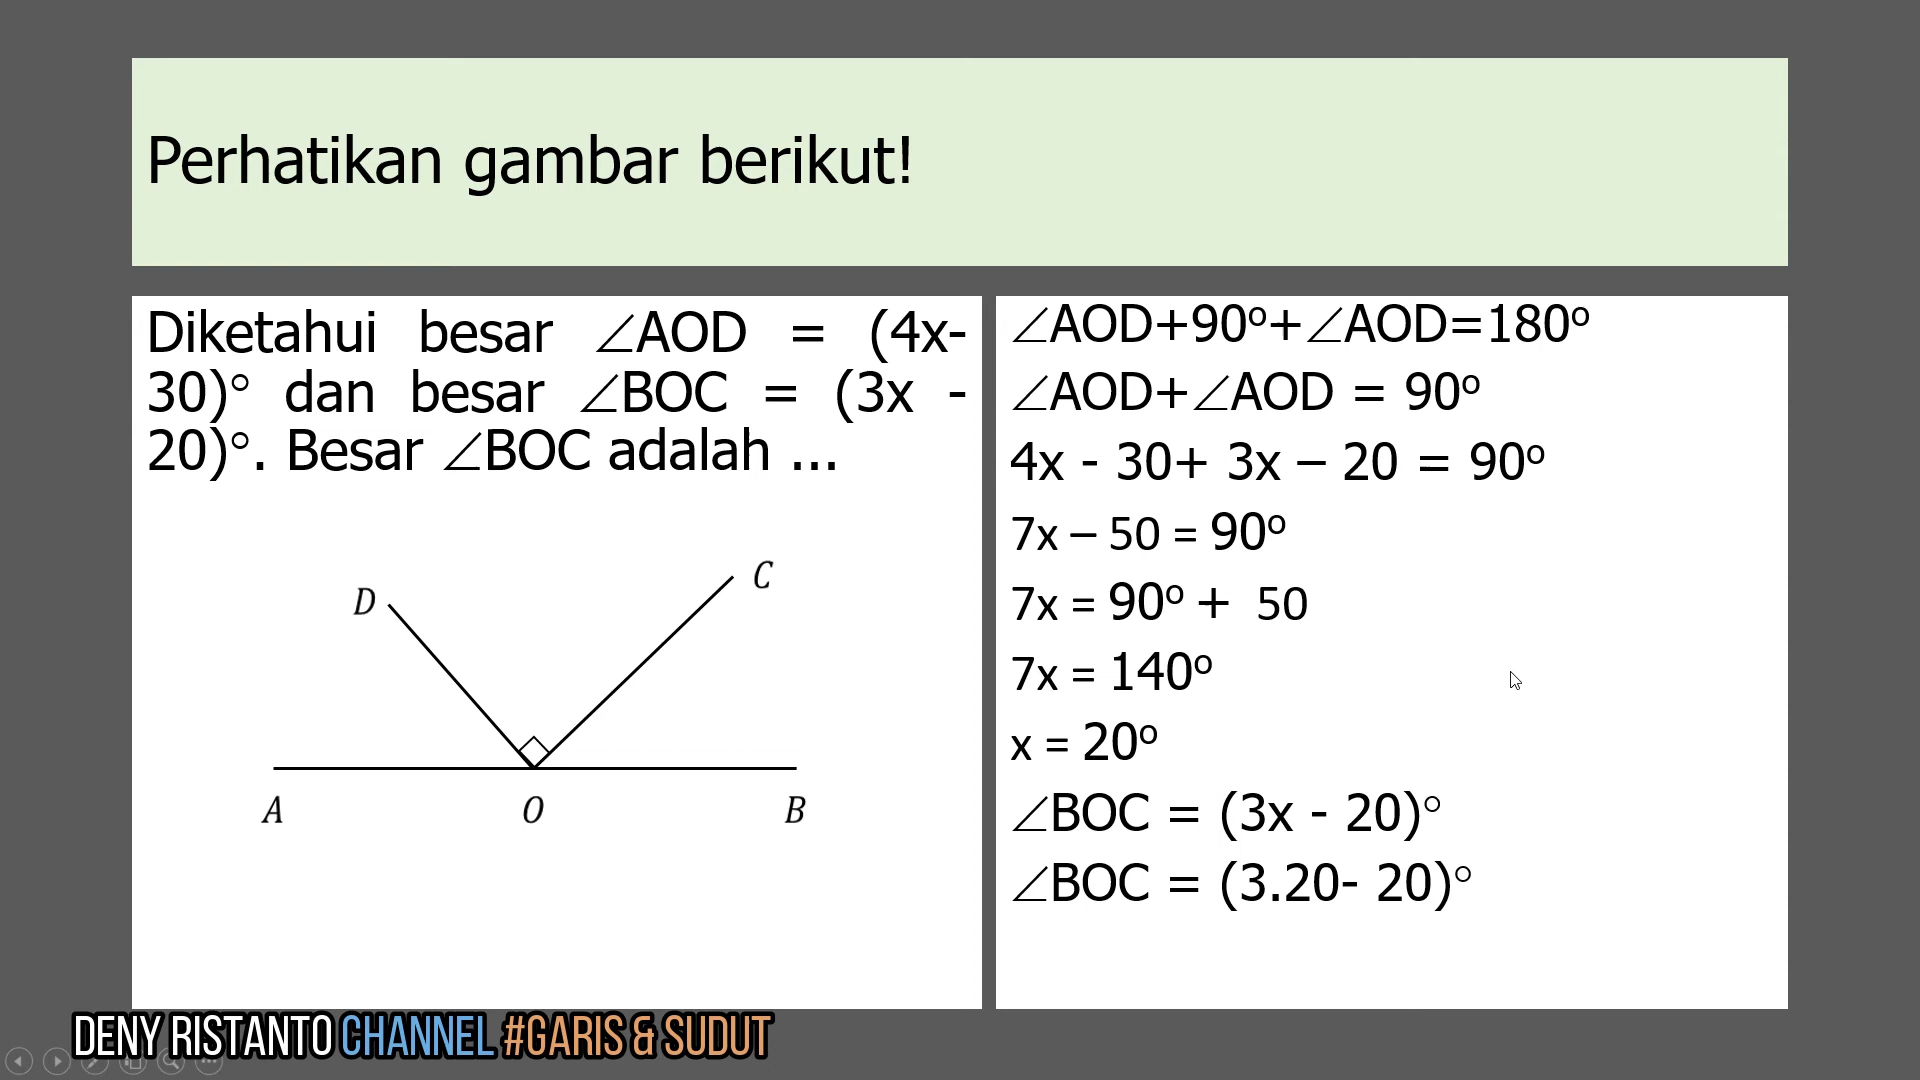 Perhatikan gambar berikut!
Diketahui besar ∠AOD = (4x-
30)° dan besar ∠BOC = (3x -
20)°. Besar ∠BOC adalah ...
D
C
A
O
B
∠AOD+90º+∠AOD=180º
∠AOD+∠AOD = 90º
4x - 30+ 3x – 20 = 90º
7x – 50 = 90º
7x = 90º + 50
7x = 140º
x = 20º
∠BOC = (3x - 20)°
∠BOC = (3.20- 20)°
DENY RISTANTO CHANNEL #GARIS & SUDUT